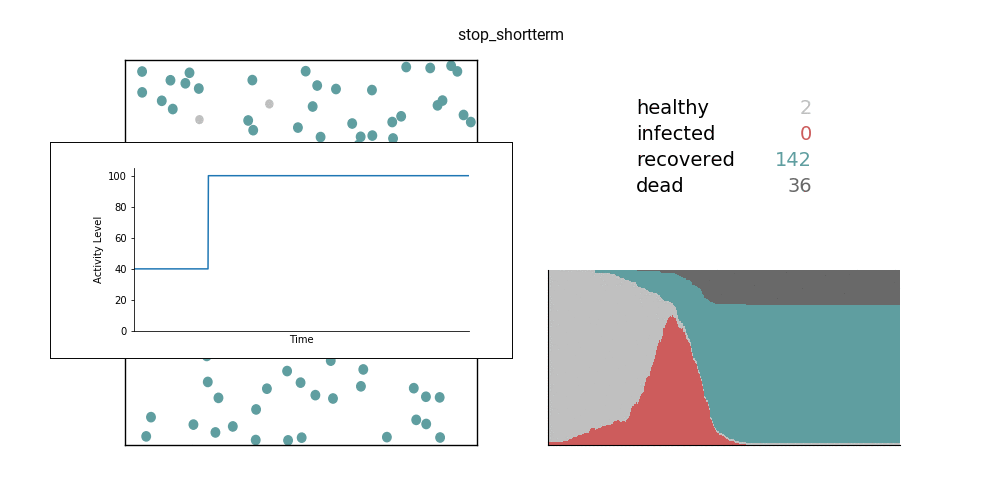 stop_shortterm
healthy 2
infected 0
recovered 142
dead 36
100
80
60
40
20
0
Activity Level
Time